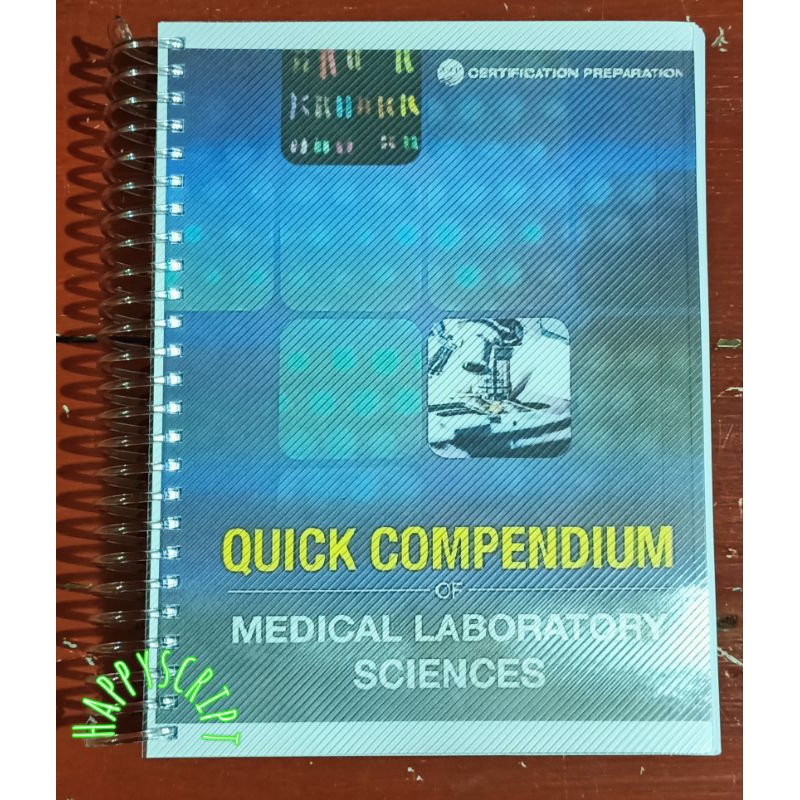 CERTIFICATION PREPARATION
QUICK COMPENDIUM
OF
MEDICAL LABORATORY
SCIENCES
HAPPYSCRIPT